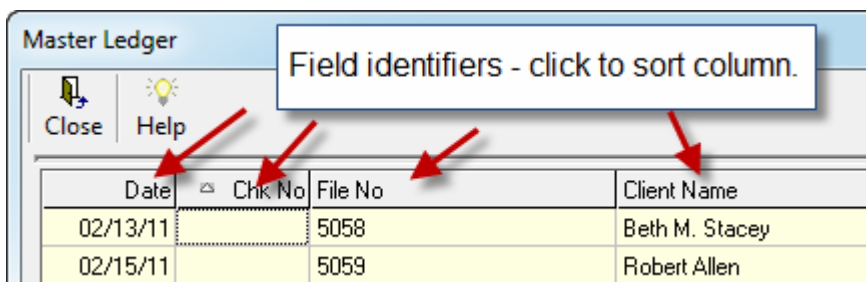 Master Ledger
Field identifiers - click to sort column.
Close Help
Date Chk No File No Client Name
02/13/11 5058 Beth M. Stacey
02/15/11 5059 Robert Allen